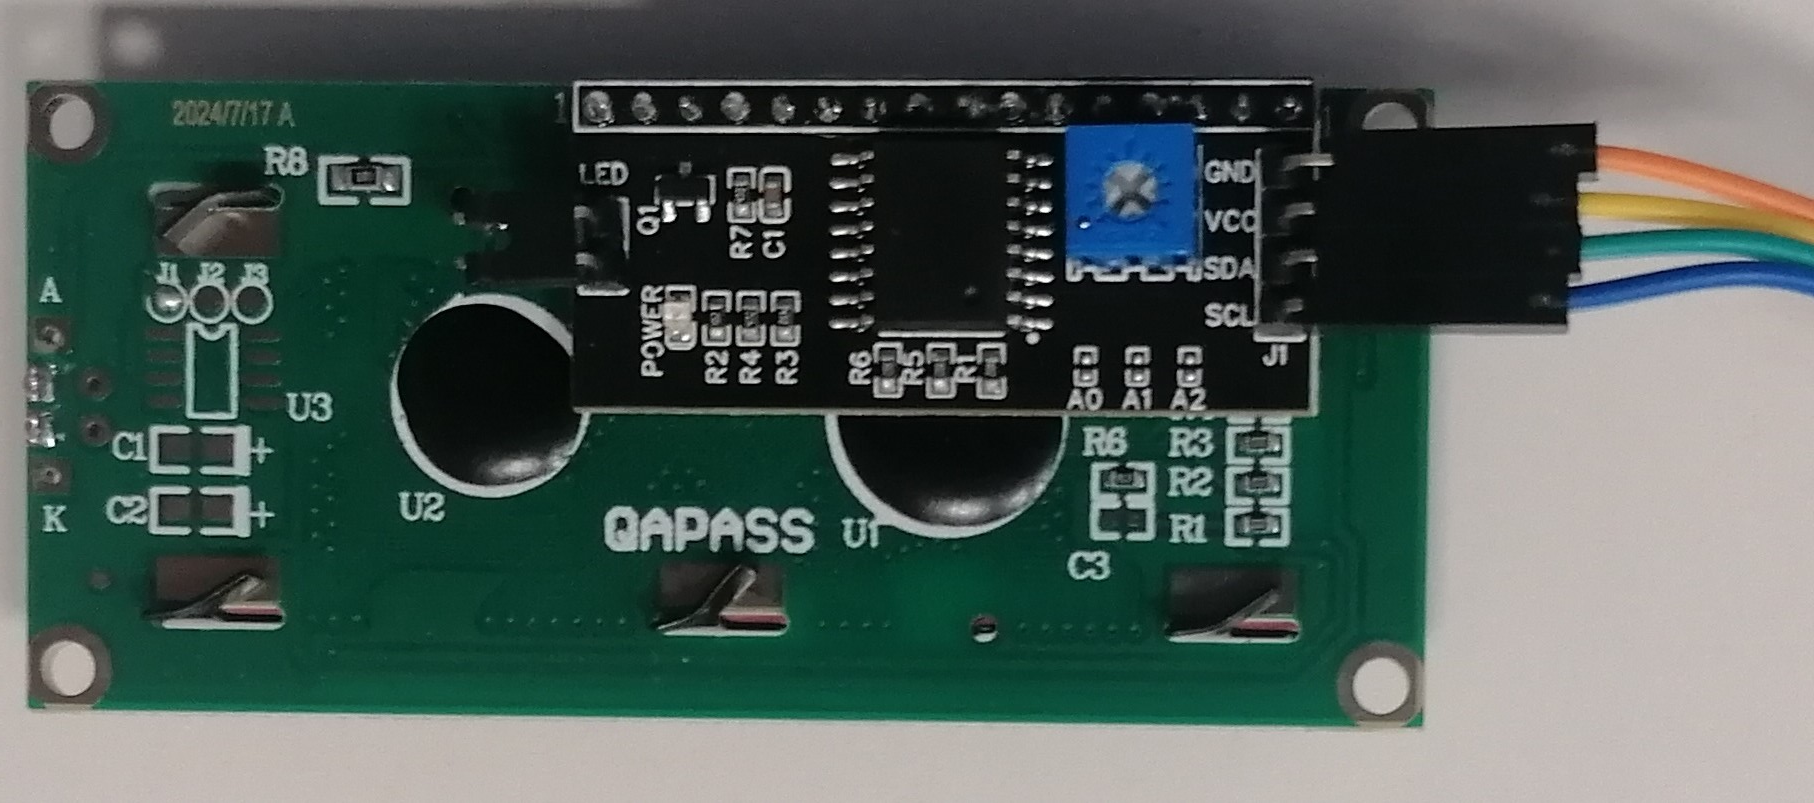 2024/7/17 A
1
R8
LED
Q1
R7
C1
GND
VCC
SDA
SCL
J1
J1 J2 J3
A
POWER
R2
R4
R3
R6
R5
R1
A0 A1 A2
U3
C1
+
C2
+
K
U2
QAPASS
U1
R6
R3
R2
R1
C3